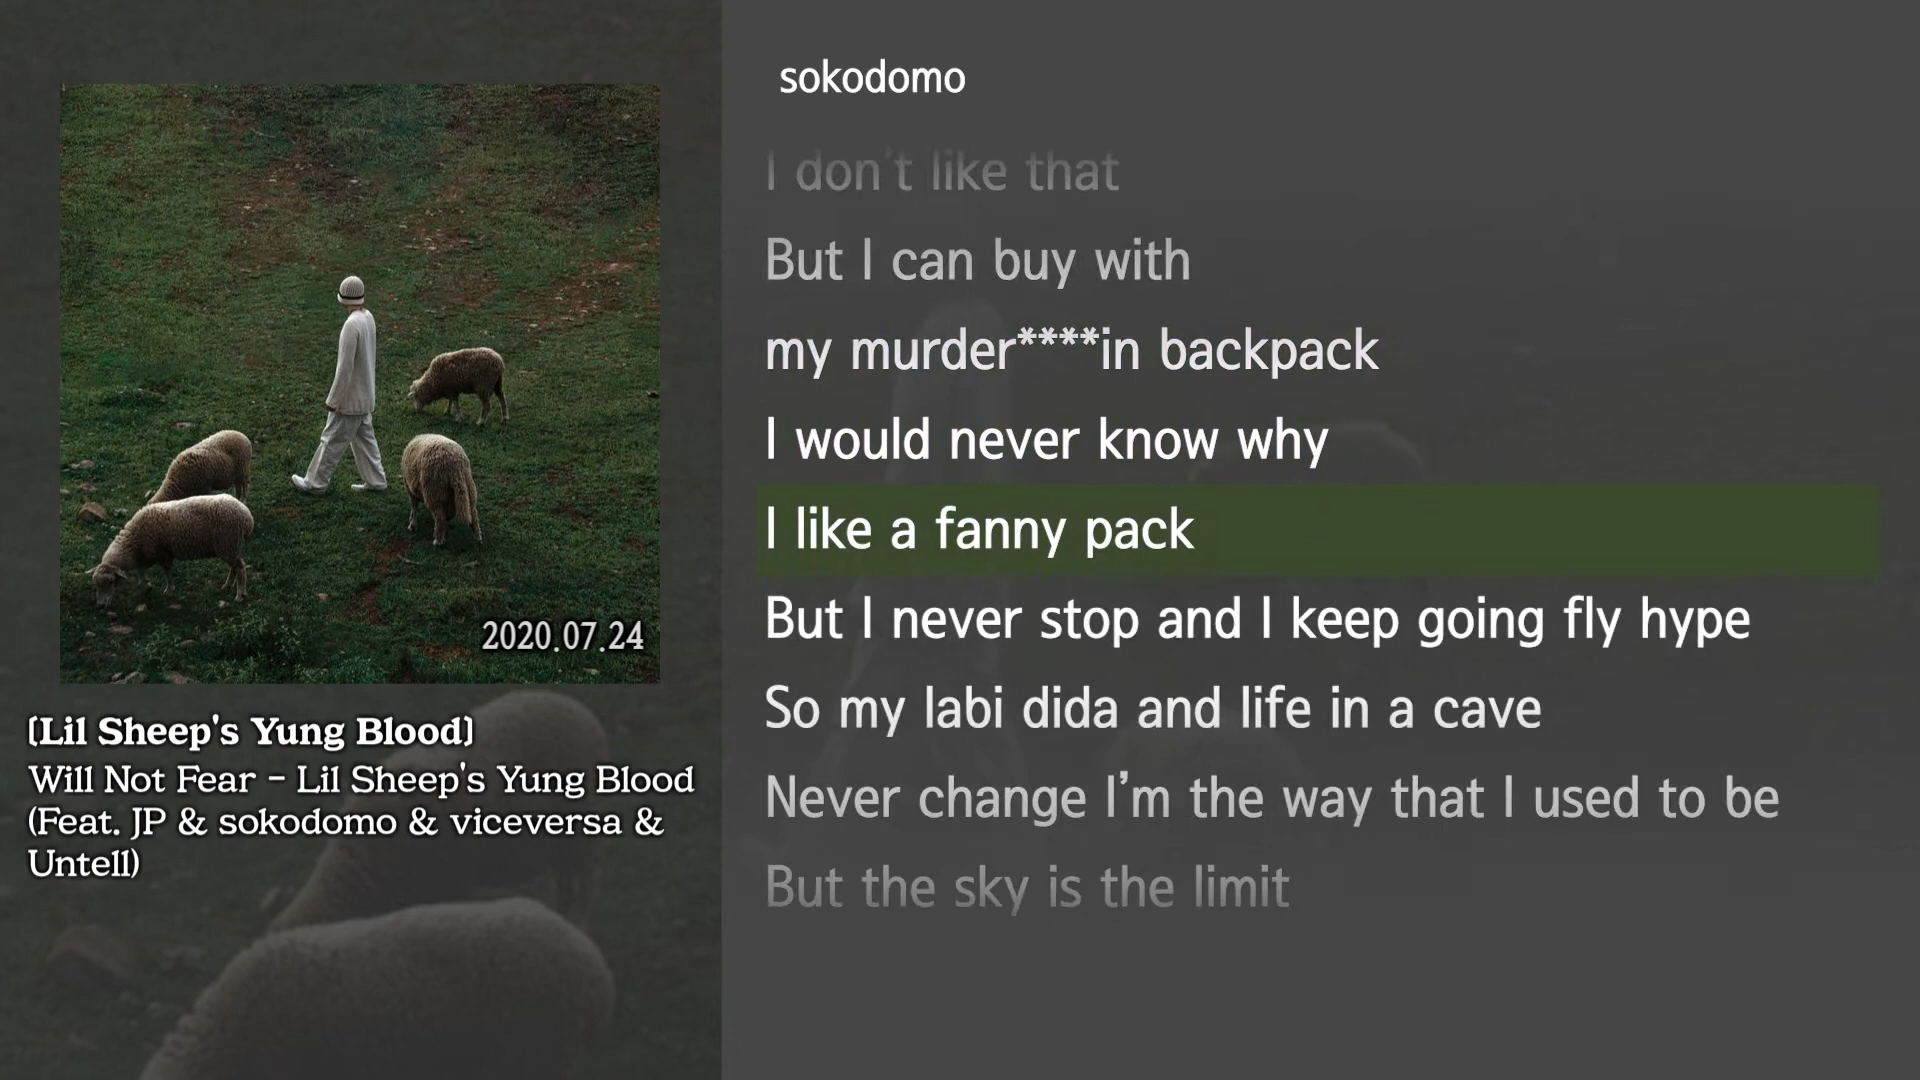 2020.07.24
[Lil Sheep's Yung Blood]
Will Not Fear - Lil Sheep's Yung Blood
(Feat. JP & sokodomo & viceversa &
Untell)
sokodomo
I don't like that
But I can buy with
my murder****in backpack
I would never know why
I like a fanny pack
But I never stop and I keep going fly hype
So my labi dida and life in a cave
Never change I'm the way that I used to be
But the sky is the limit